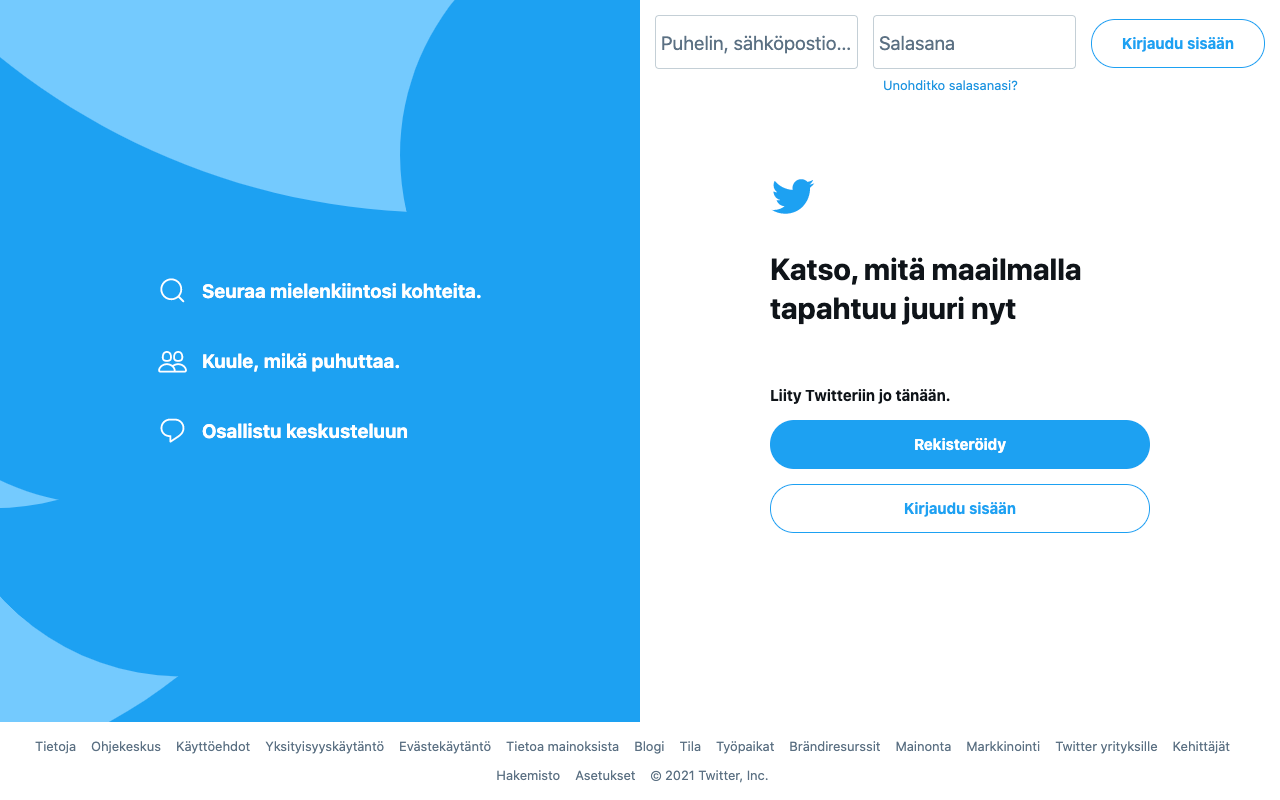 Puhelin, sähköpostio...
Salasana
Kirjaudu sisään
Unohditko salasanasi?
Seuraa mielenkiintosi kohteita.
Kuule, mikä puhuttaa.
Osallistu keskusteluun
Katso, mitä maailmalla
tapahtuu juuri nyt
Liity Twitteriin jo tänään.
Rekisteröidy
Kirjaudu sisään
Tietoja Ohjekeskus Käyttöehdot Yksityisyyskäytäntö Evästekäytäntö Tietoa mainoksista Blogi Tila Työpaikat Brändiresurssit Mainonta Markkinointi Twitter yrityksille Kehittäjät
Hakemisto Asetukset © 2021 Twitter, Inc.